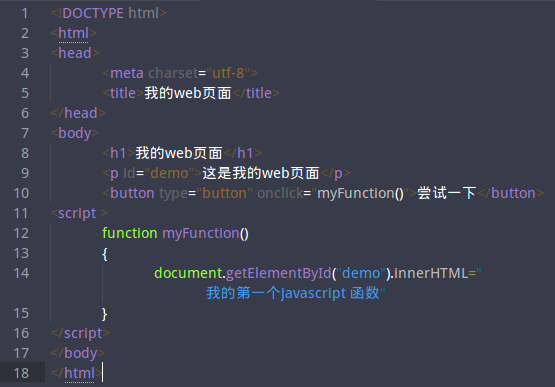 1 <!DOCTYPE html>
2 <html>
3 <head>
4 <meta charset="utf-8">
5 <title>我的web页面</title>
6 </head>
7 <body>
8 <h1>我的web页面</h1>
9 <p id="demo">这是我的web页面</p>
10 <button type="button" onclick="myFunction()">尝试一下</button>
11 <script >
12 function myFunction()
13 {
14 document.getElementById("demo").innerHTML="
我的第一个Javascript 函数"
15 }
16 </script>
17 </body>
18 </html>